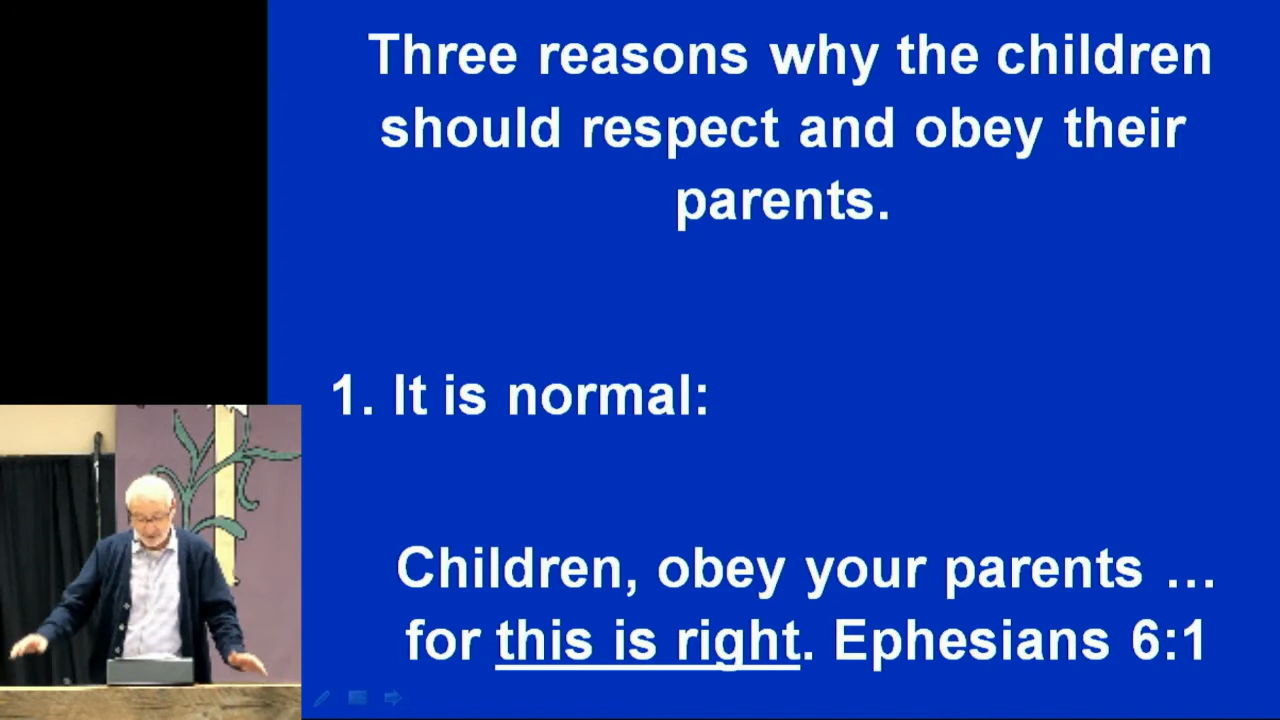 Three reasons why the children
should respect and obey their
parents.
1. It is normal:
Children, obey your parents …
for this is right. Ephesians 6:1